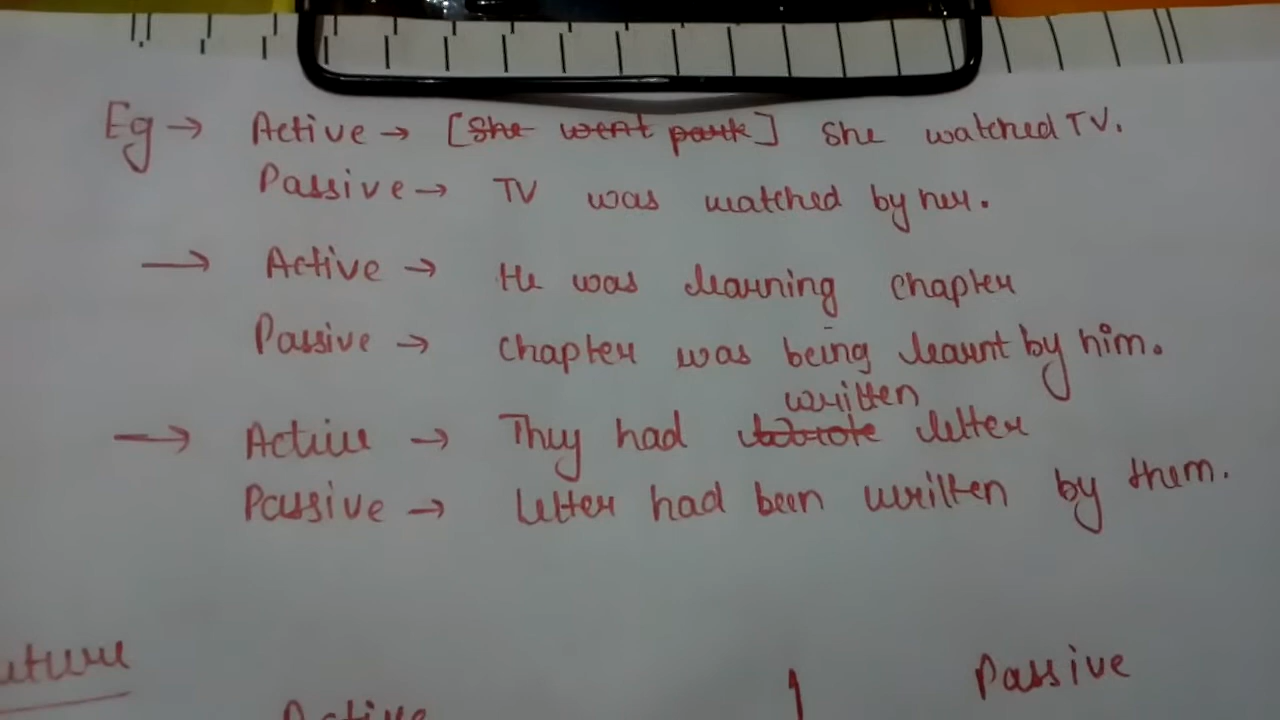 Eg → Active → [She went park] She watched TV.
Passive → TV was watched by her.
→ Active → He was learning chapter
Passive → chapter was being learnt by him.
written
→ Active → They had wrote letter
Passive → letter had been written by them.
uture
Passive
Active